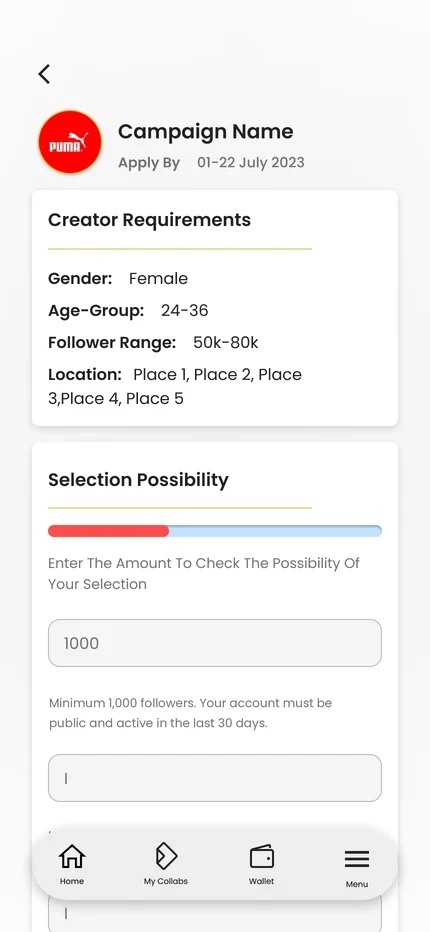 PUMA
Campaign Name
Apply By 01-22 July 2023
Creator Requirements
Gender: Female
Age-Group: 24-36
Follower Range: 50k-80k
Location: Place 1, Place 2, Place
3,Place 4, Place 5
Selection Possibility
Enter The Amount To Check The Possibility Of
Your Selection
1000
Minimum 1,000 followers. Your account must be
public and active in the last 30 days.
|
Home
My Collabs
Wallet
Menu
|